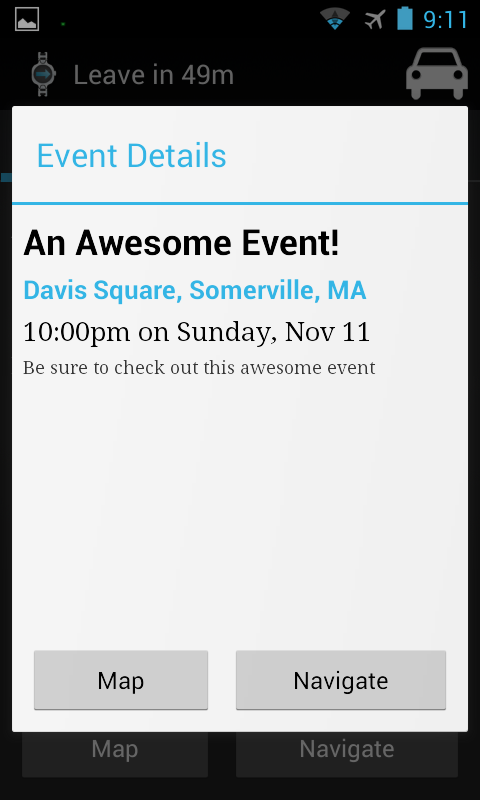 9:11
Leave in 49m
Event Details
An Awesome Event!
Davis Square, Somerville, MA
10:00pm on Sunday, Nov 11
Be sure to check out this awesome event
Map Navigate
Map Navigate